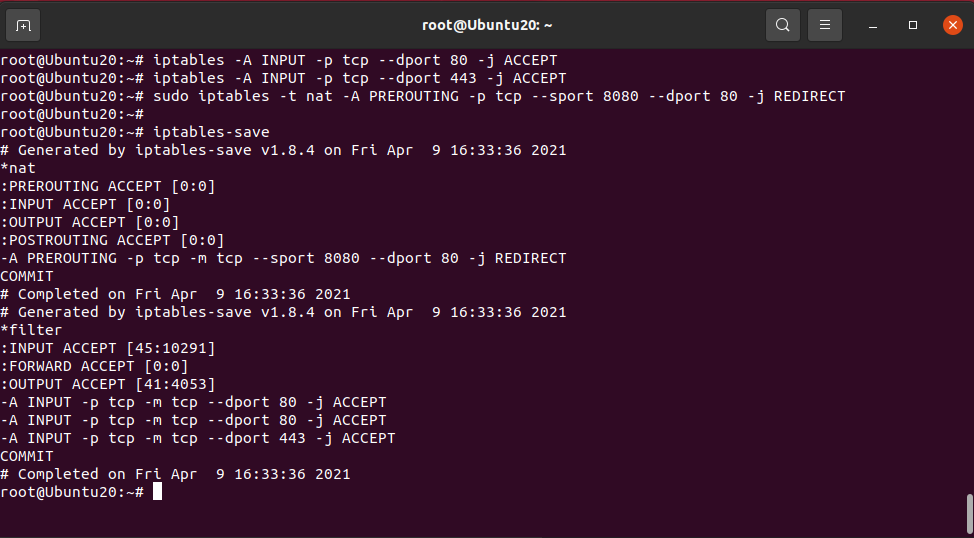 root@Ubuntu20: ~
root@Ubuntu20:~# iptables -A INPUT -p tcp --dport 80 -j ACCEPT
root@Ubuntu20:~# iptables -A INPUT -p tcp --dport 443 -j ACCEPT
root@Ubuntu20:~# sudo iptables -t nat -A PREROUTING -p tcp --sport 8080 --dport 80 -j REDIRECT
root@Ubuntu20:~#
root@Ubuntu20:~# iptables-save
# Generated by iptables-save v1.8.4 on Fri Apr  9 16:33:36 2021
*nat
:PREROUTING ACCEPT [0:0]
:INPUT ACCEPT [0:0]
:OUTPUT ACCEPT [0:0]
:POSTROUTING ACCEPT [0:0]
-A PREROUTING -p tcp -m tcp --sport 8080 --dport 80 -j REDIRECT
COMMIT
# Completed on Fri Apr  9 16:33:36 2021
# Generated by iptables-save v1.8.4 on Fri Apr  9 16:33:36 2021
*filter
:INPUT ACCEPT [45:10291]
:FORWARD ACCEPT [0:0]
:OUTPUT ACCEPT [41:4053]
-A INPUT -p tcp -m tcp --dport 80 -j ACCEPT
-A INPUT -p tcp -m tcp --dport 80 -j ACCEPT
-A INPUT -p tcp -m tcp --dport 443 -j ACCEPT
COMMIT
# Completed on Fri Apr  9 16:33:36 2021
root@Ubuntu20:~#